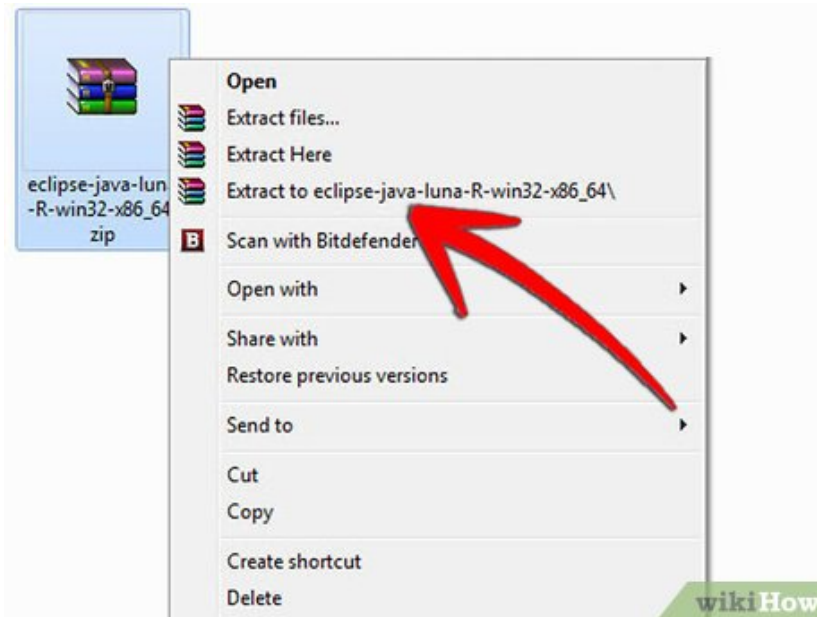 eclipse-java-lun
-R-win32-x86_64
zip
Open
Extract files...
Extract Here
Extract to eclipse-java-luna-R-win32-x86_64\
B
Scan with Bitdefender
Open with
Share with
Restore previous versions
Send to
Cut
Copy
Create shortcut
Delete
wikiHow